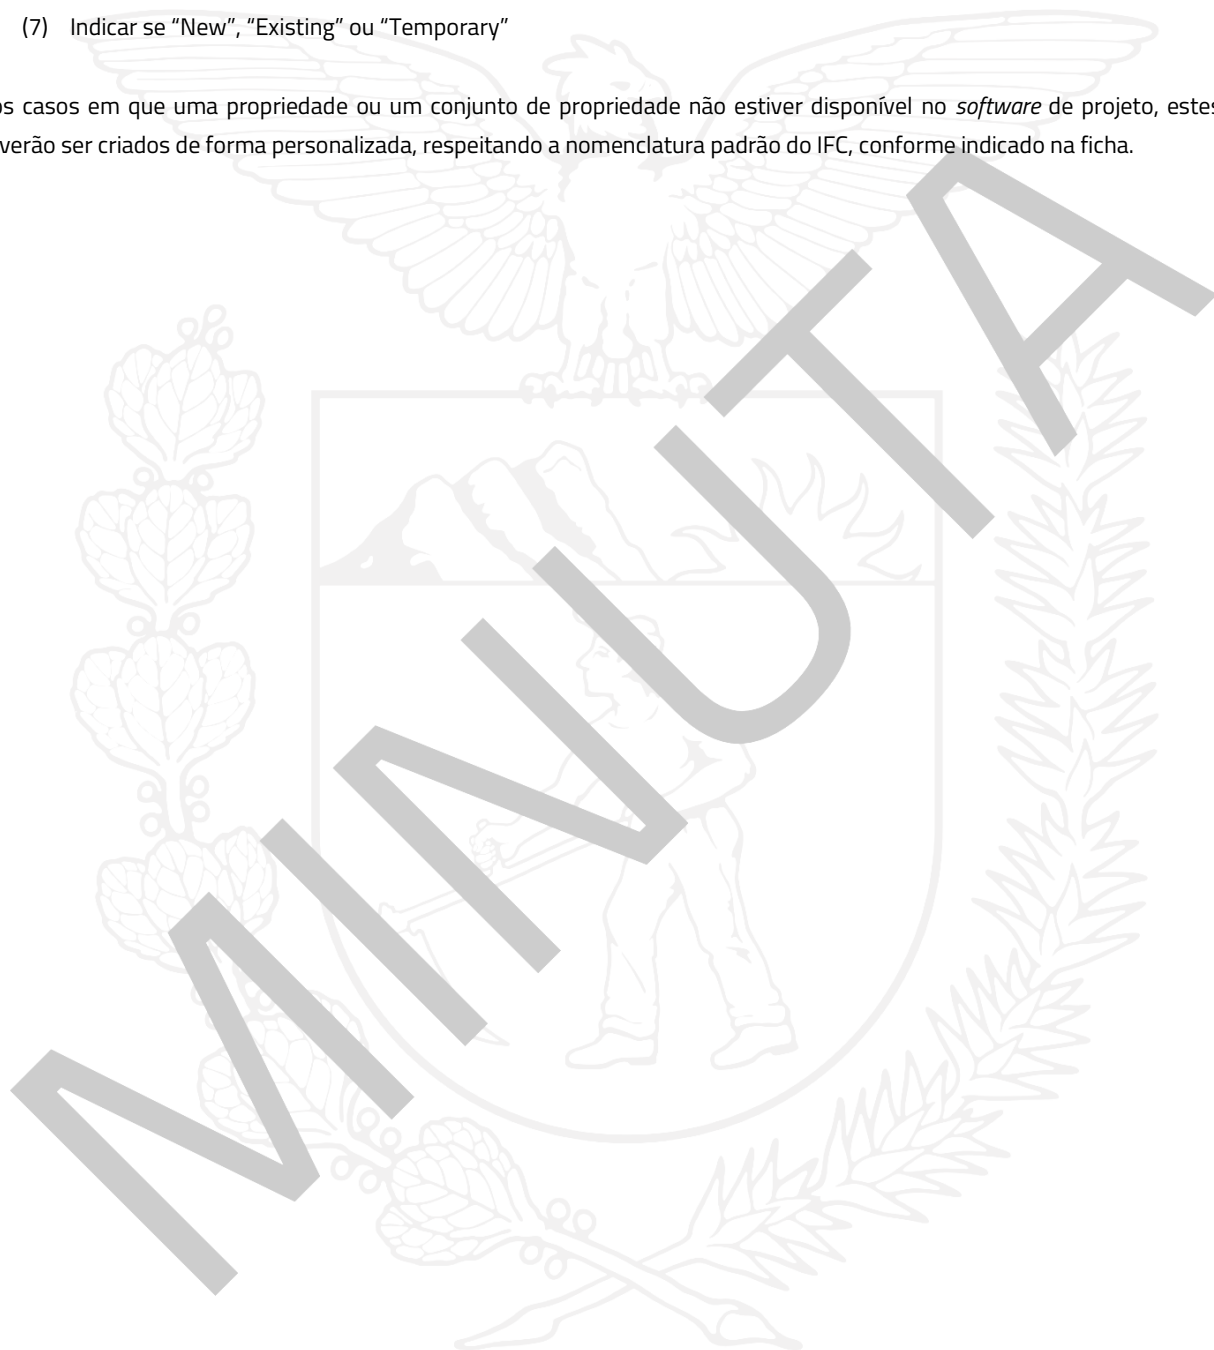 (7) Indicar se “New”, “Existing” ou “Temporary”
os casos em que uma propriedade ou um conjunto de propriedade não estiver disponível no software de projeto, estes
verão ser criados de forma personalizada, respeitando a nomenclatura padrão do IFC, conforme indicado na ficha.
MINUTA